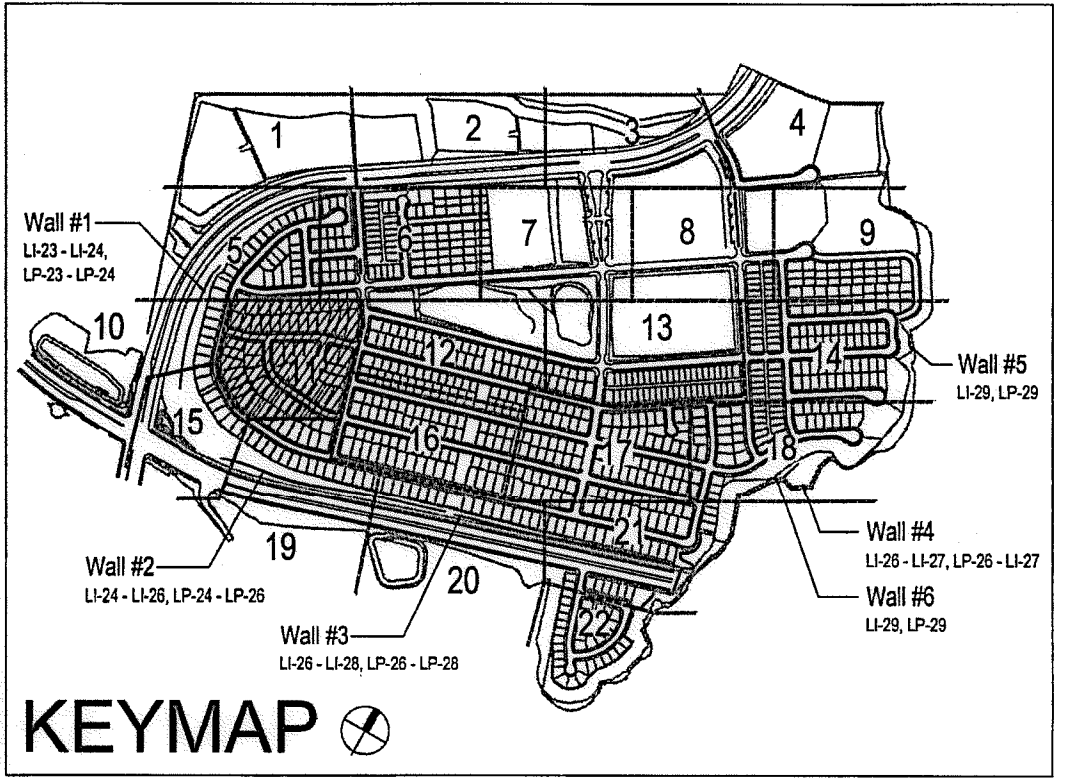 1
2
3
4
Wall #1
LI-23 - LI-24,
LP-23 - LP-24
5
6
7
8
9
10
12
13
14
Wall #5
LI-29, LP-29
15
16
17
18
Wall #4
LI-26 - LI-27, LP-26 - LI-27
19
20
21
Wall #2
LI-24 - LI-26, LP-24 - LP-26
Wall #6
LI-29, LP-29
22
Wall #3
LI-26 - LI-28, LP-26 - LP-28
KEYMAP